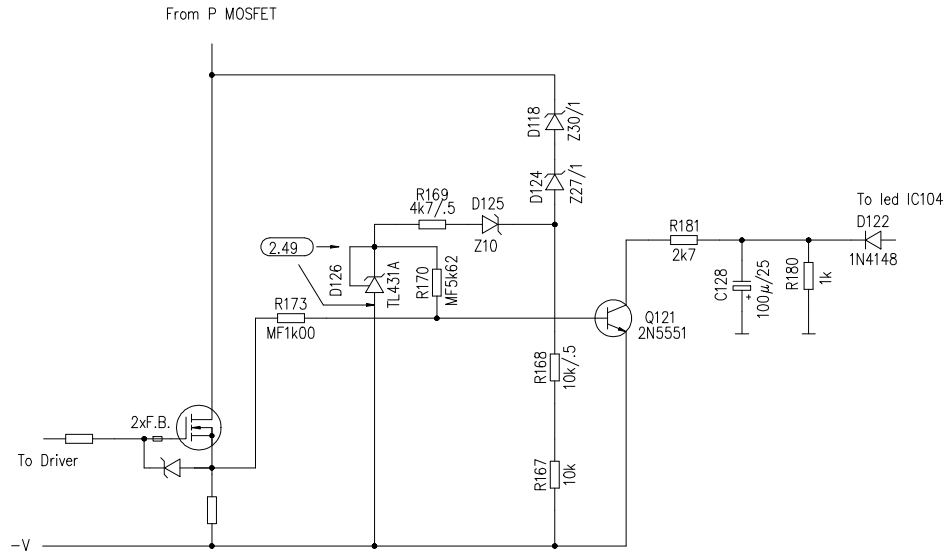 From P MOSFET
D118
Z30/1
D124
Z27/1
R169
4k7/.5
D125
Z10
To led IC104
D122
1N4148
R181
2k7
2.49
D126
TL431A
R170
MF5k62
C128
+
100µ/25
R180
1k
R173
MF1k00
Q121
2N5551
R168
10k/.5
2xF.B.
To Driver
R167
10k
-V